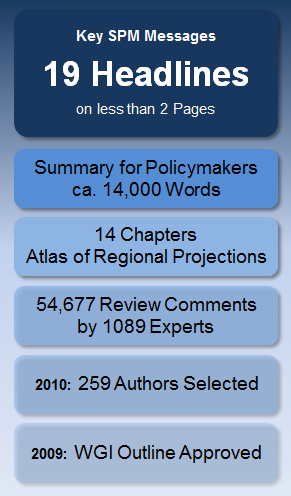 Key SPM Messages
19 Headlines
on less than 2 Pages
Summary for Policymakers
ca. 14,000 Words
14 Chapters
Atlas of Regional Projections
54,677 Review Comments
by 1089 Experts
2010: 259 Authors Selected
2009: WGI Outline Approved